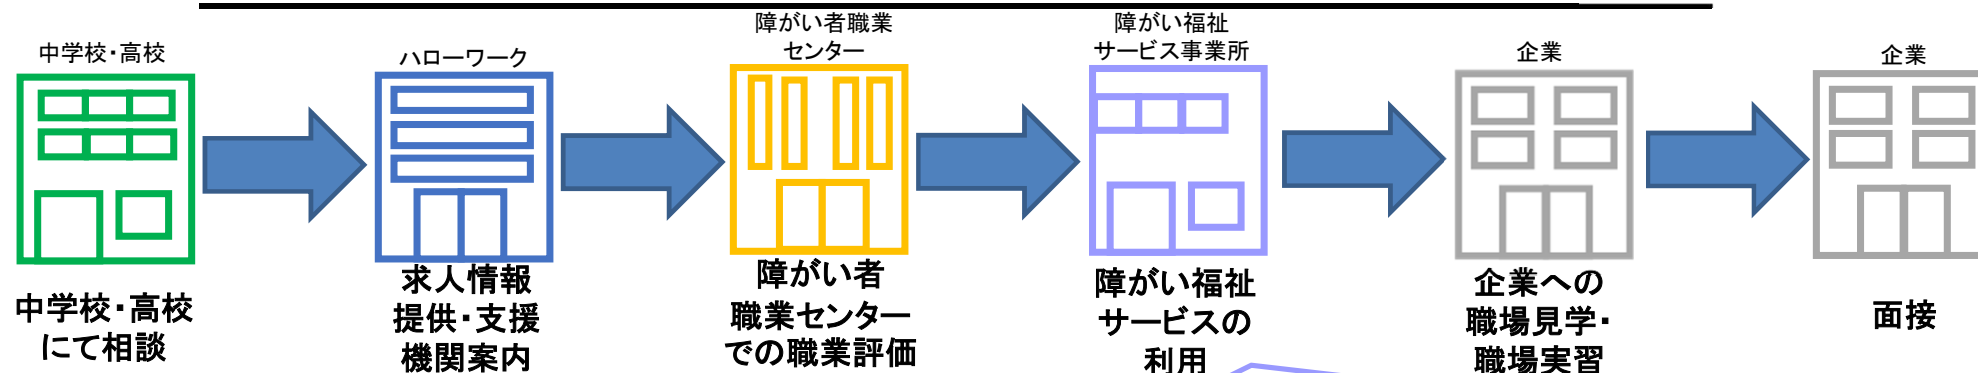 中学校・高校
ハローワーク
障がい者職業
センター
障がい福祉
サービス事業所
企業
企業
中学校・高校
にて相談
求人情報
提供・支援
機関案内
障がい者
職業センター
での職業評価
障がい福祉
サービスの
利用
企業への
職場見学・
職場実習
面接